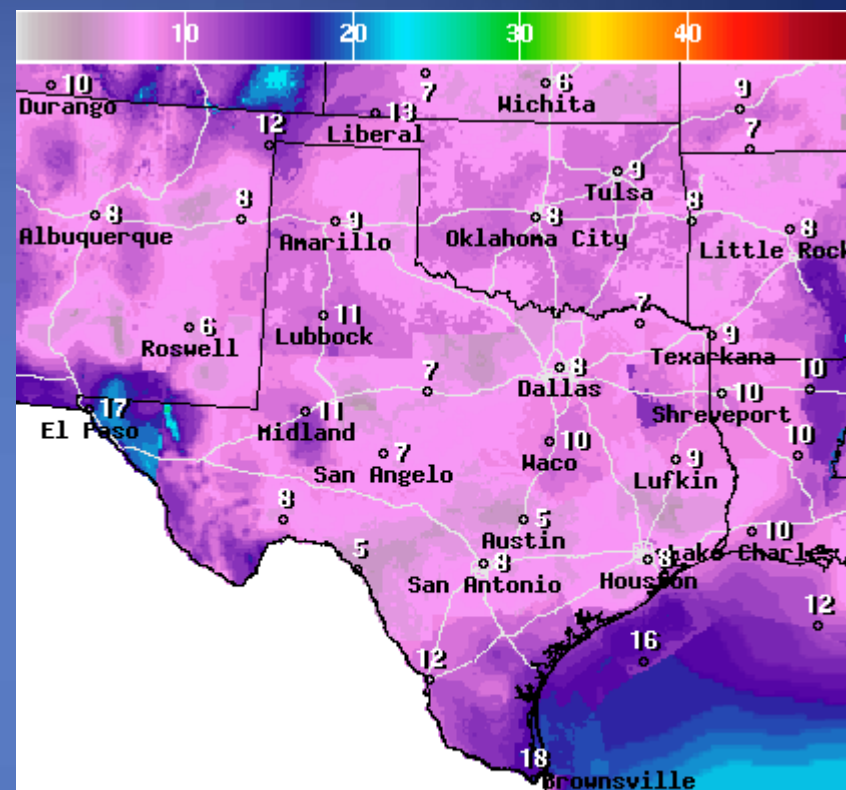 10 20 30 40
10 7 6 9
Durango Wichita
13
12 Liberal 7
9
Tulsa
8 8 9 8 8 8
Albuquerque Amarillo Oklahoma City Little Rock
6 11 7
Roswell Lubbock 9
Texarkana
7 8
Dallas 10 10
17 11 Shreveport
El Paso Midland
7 10 9 10
San Angelo Waco Lufkin
8 5 10
Austin Lake Charles
5 8 8
San Antonio Houston
12
16
12
18
Brownsville